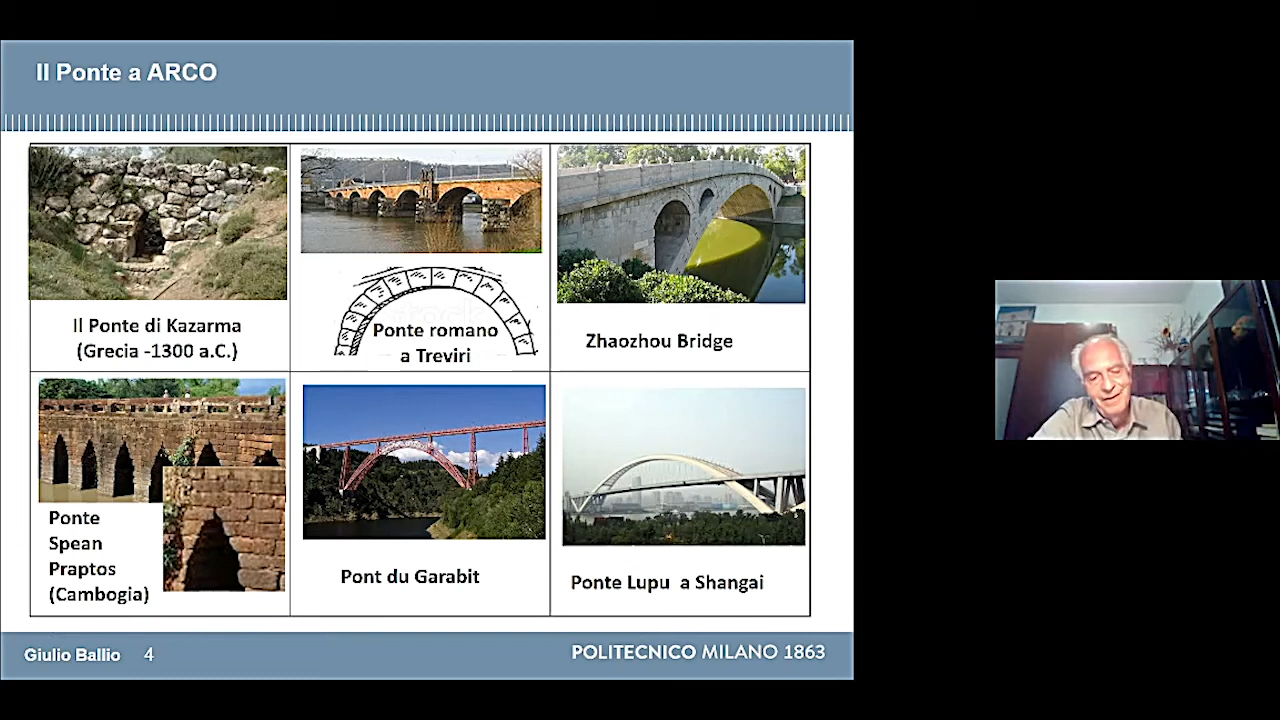 Il Ponte a ARCO
Il Ponte di Kazarma
(Grecia -1300 a.C.)
Ponte romano
a Treviri
Zhaozhou Bridge
Ponte
Spean
Praptos
(Cambogia)
Pont du Garabit
Ponte Lupu a Shangai
Giulio Ballio 4
POLITECNICO MILANO 1863